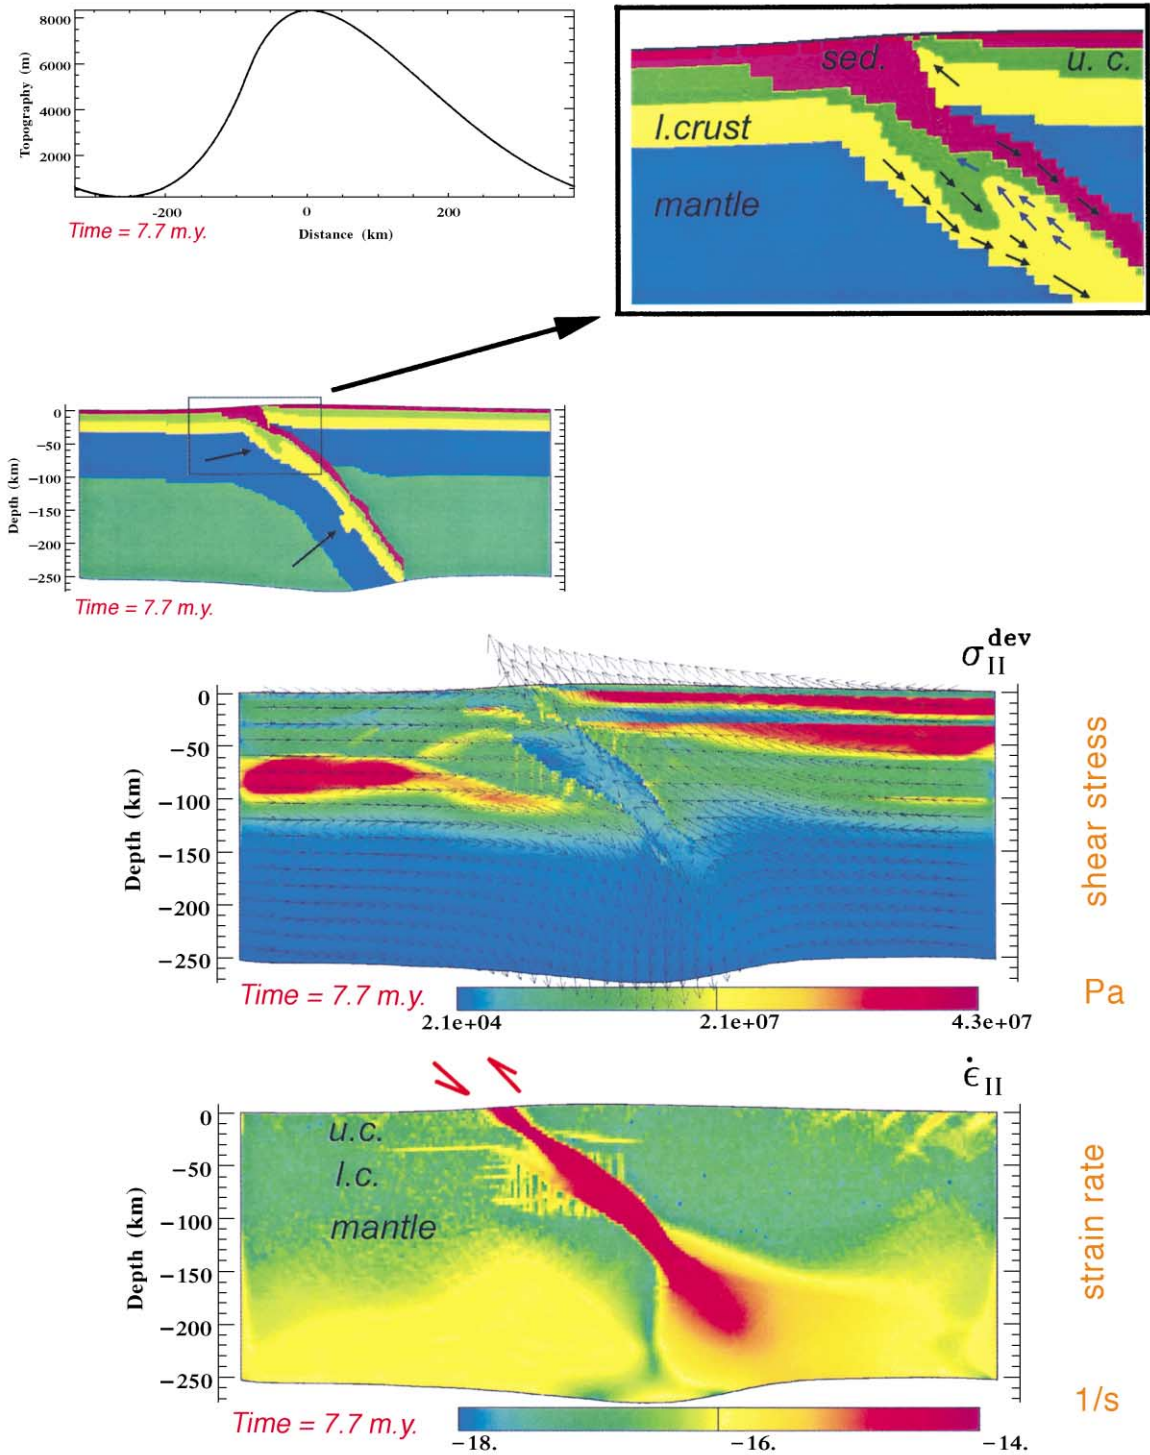 8000
6000
4000
2000
Topography (m)
-200
0
200
Time = 7.7 m.y.
Distance (km)
sed.
u. c.
l.crust
mantle
0
−50
−100
−150
−200
−250
Depth (km)
Time = 7.7 m.y.
σ II dev
0
−50
−100
−150
−200
−250
Depth (km)
shear stress
Time = 7.7 m.y.
Pa
2.1e+04
2.1e+07
4.3e+07
ϵ̇ II
0
−50
−100
−150
−200
−250
Depth (km)
u.c.
l.c.
mantle
strain rate
1/s
Time = 7.7 m.y.
−18.
−16.
−14.